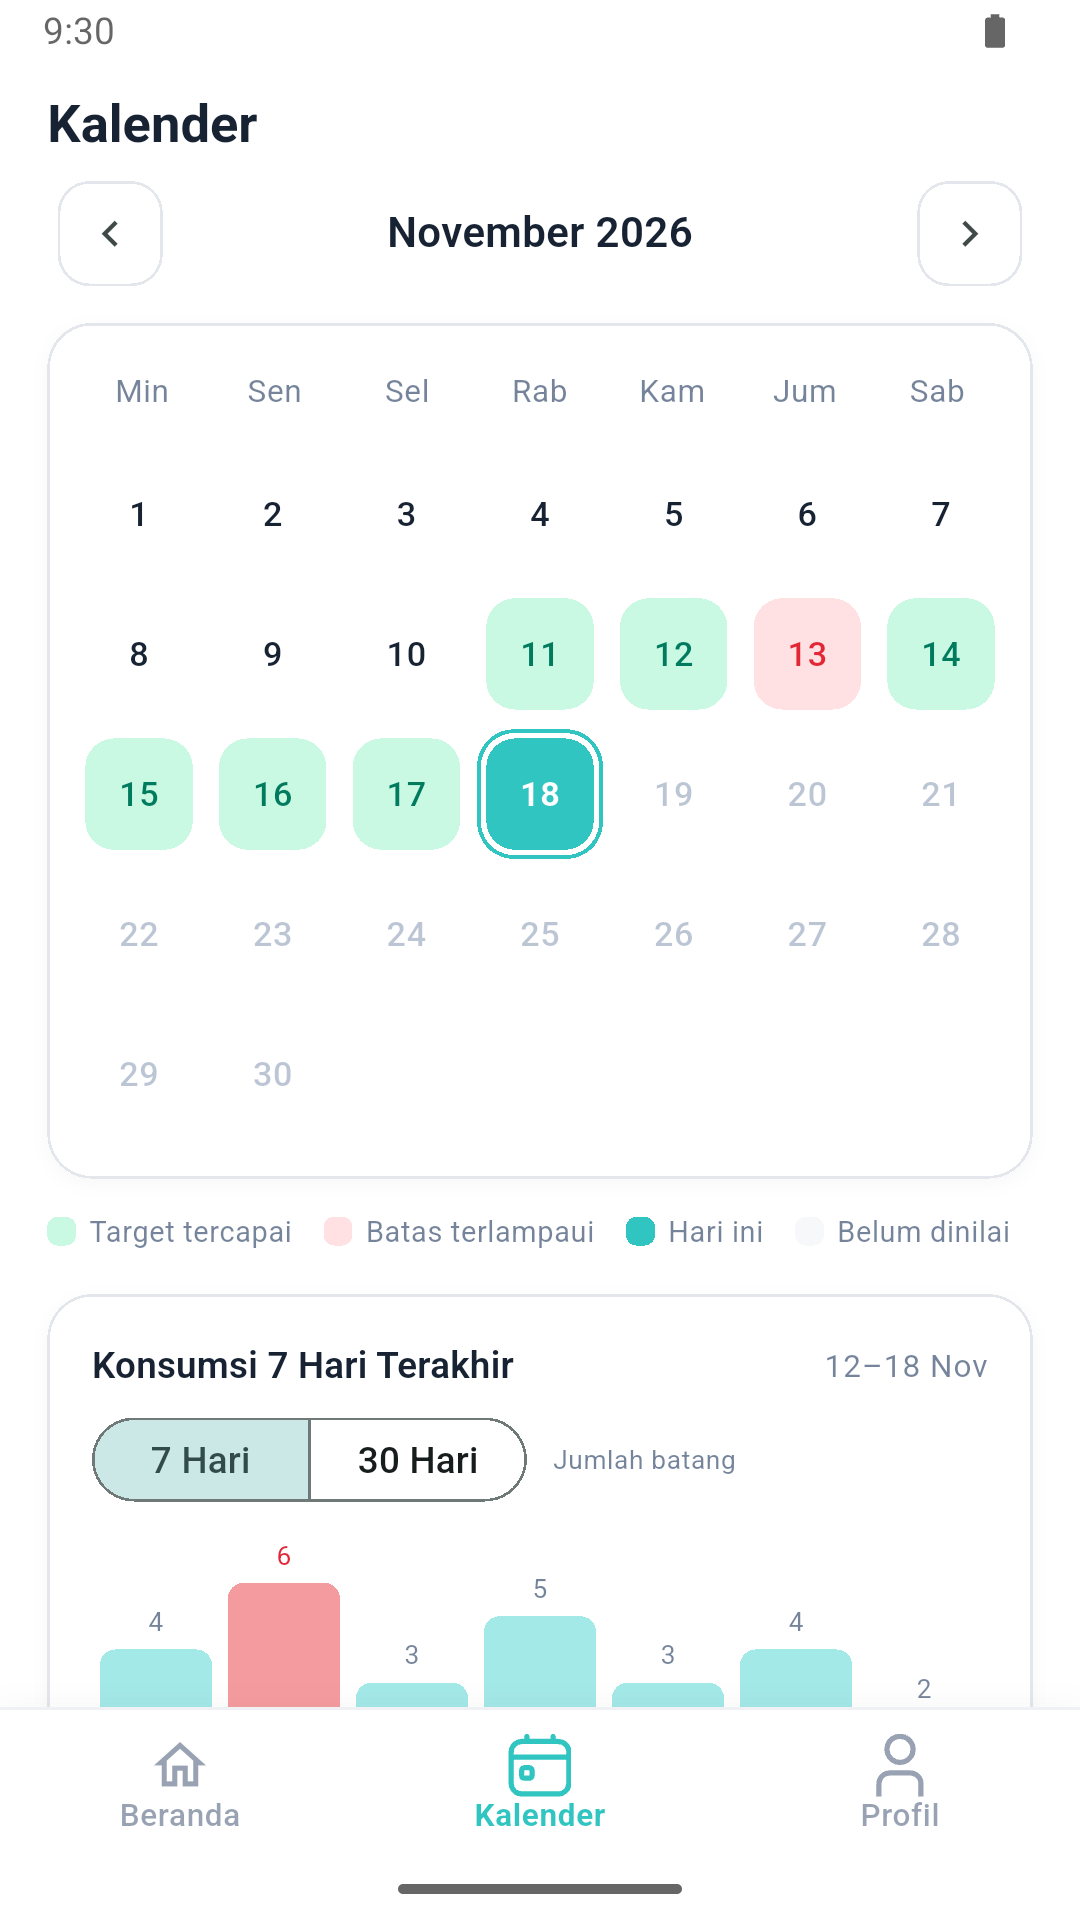 9:30
Kalender
November 2026
Min Sen Sel Rab Kam Jum Sab
1 2 3 4 5 6 7
8 9 10 11 12 13 14
15 16 17 18 19 20 21
22 23 24 25 26 27 28
29 30
Target tercapai Batas terlampaui Hari ini Belum dinilai
Konsumsi 7 Hari Terakhir 12–18 Nov
7 Hari 30 Hari Jumlah batang
4 6 3 5 3 4 2
Beranda Kalender Profil